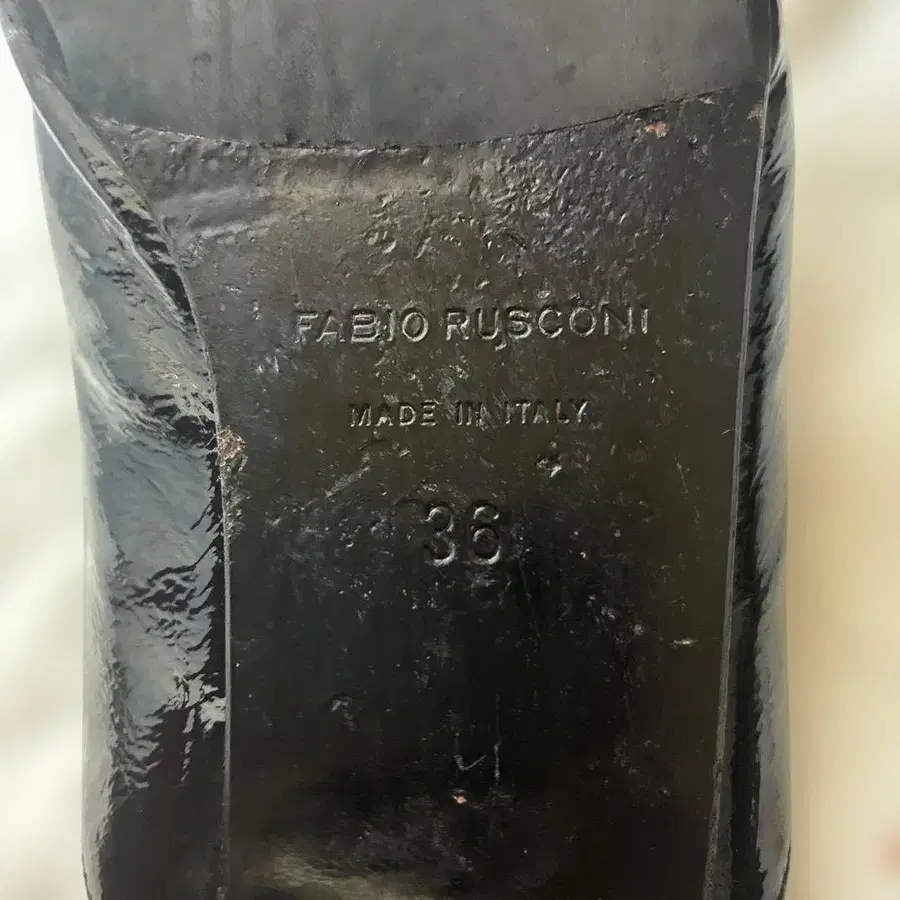 FABIO RUSCONI
MADE IN ITALY
36